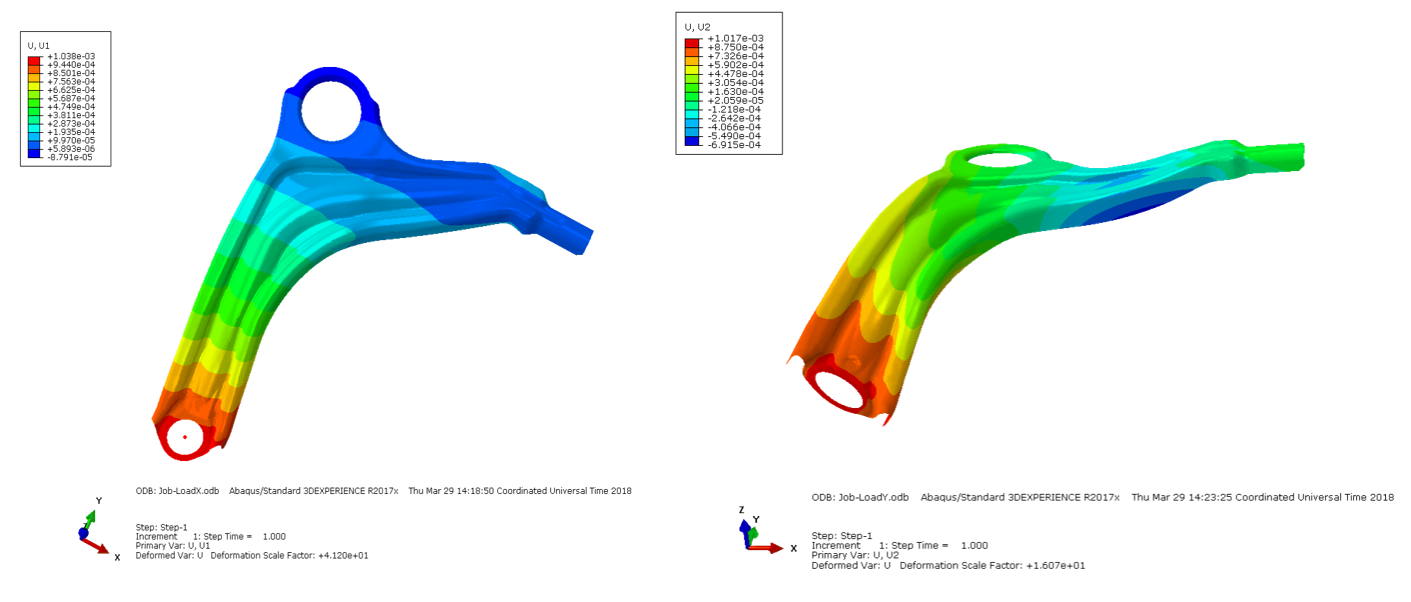 U, U1
+1.038e-03
+9.440e-04
+8.501e-04
+7.563e-04
+6.625e-04
+5.687e-04
+4.749e-04
+3.811e-04
+2.873e-04
+1.935e-04
+9.970e-05
+5.893e-06
-8.791e-05
Y
Z
X
ODB: Job-LoadX.odb Abaqus/Standard 3DEXPERIENCE R2017x Thu Mar 29 14:18:50 Coordinated Universal Time 2018
Step: Step-1
Increment 1: Step Time = 1.000
Primary Var: U, U1
Deformed Var: U Deformation Scale Factor: +4.120e+01
U, U2
+1.017e-03
+8.750e-04
+7.326e-04
+5.902e-04
+4.478e-04
+3.054e-04
+1.630e-04
+2.059e-05
-1.218e-04
-2.642e-04
-4.066e-04
-5.490e-04
-6.915e-04
Z
Y
X
ODB: Job-LoadY.odb Abaqus/Standard 3DEXPERIENCE R2017x Thu Mar 29 14:23:25 Coordinated Universal Time 2018
Step: Step-1
Increment 1: Step Time = 1.000
Primary Var: U, U2
Deformed Var: U Deformation Scale Factor: +1.607e+01